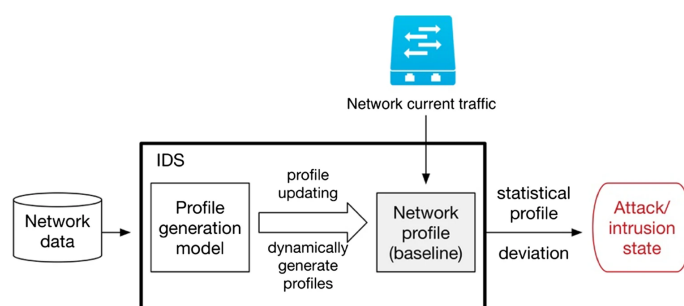 Network current traffic
IDS
Network
data
Profile
generation
model
profile
updating
dynamically
generate
profiles
Network
profile
(baseline)
statistical
profile
deviation
Attack/
intrusion
state